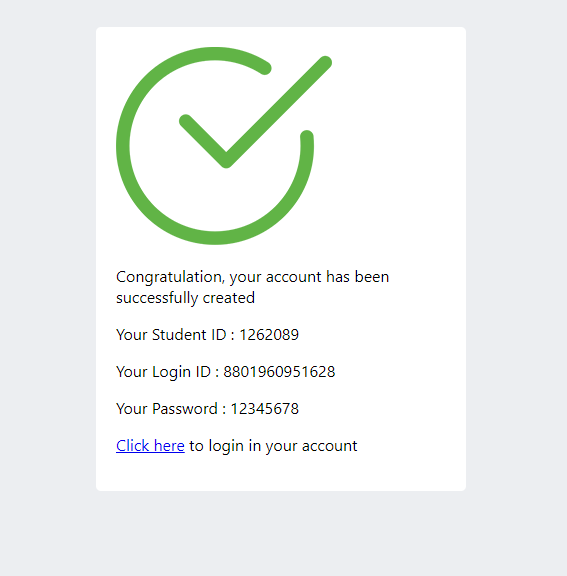 Congratulation, your account has been
successfully created
Your Student ID : 1262089
Your Login ID : 8801960951628
Your Password : 12345678
Click here to login in your account